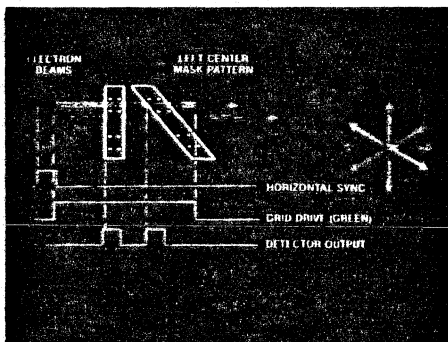 ELECTRON
BEAMS
LEFT CENTER
MASK PATTERN
HORIZONTAL SYNC
GRID DRIVE (GREEN)
DETECTOR OUTPUT